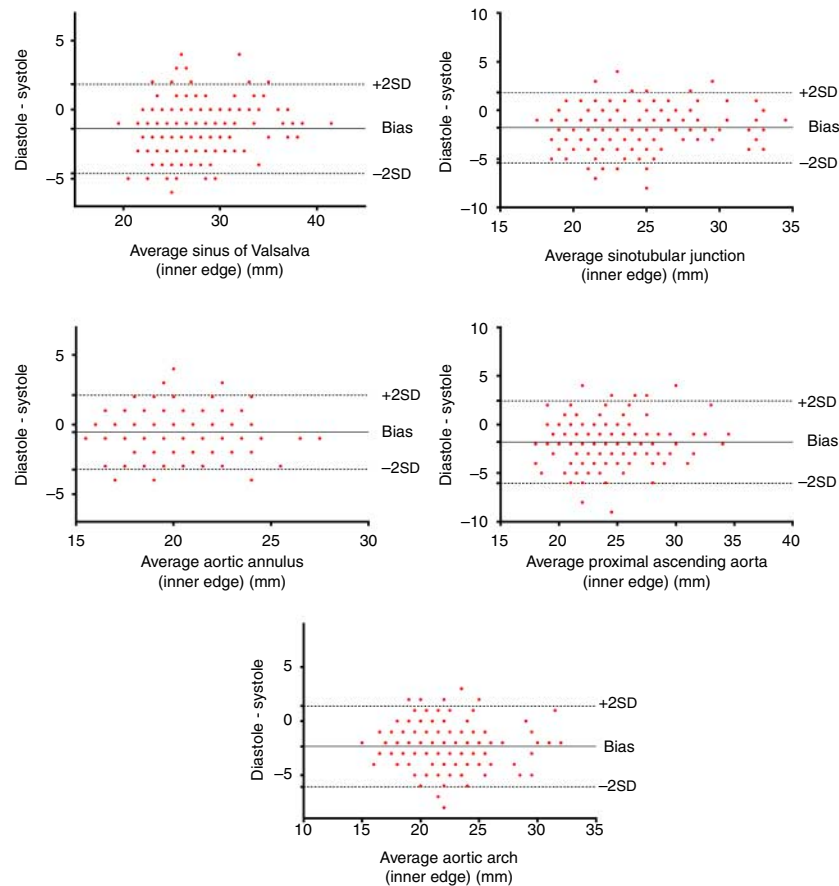 5
0
−5
20
30
40
Diastole - systole
+2SD
Bias
−2SD
Average sinus of Valsalva
(inner edge) (mm)
10
5
0
−5
−10
15
20
25
30
35
Diastole - systole
+2SD
Bias
−2SD
Average sinotubular junction
(inner edge) (mm)
5
0
−5
15
20
25
30
Diastole - systole
+2SD
Bias
−2SD
Average aortic annulus
(inner edge) (mm)
10
5
0
−5
−10
15
20
25
30
35
40
Diastole - systole
+2SD
Bias
−2SD
Average proximal ascending aorta
(inner edge) (mm)
5
0
−5
10
15
20
25
30
35
Diastole - systole
+2SD
Bias
−2SD
Average aortic arch
(inner edge) (mm)